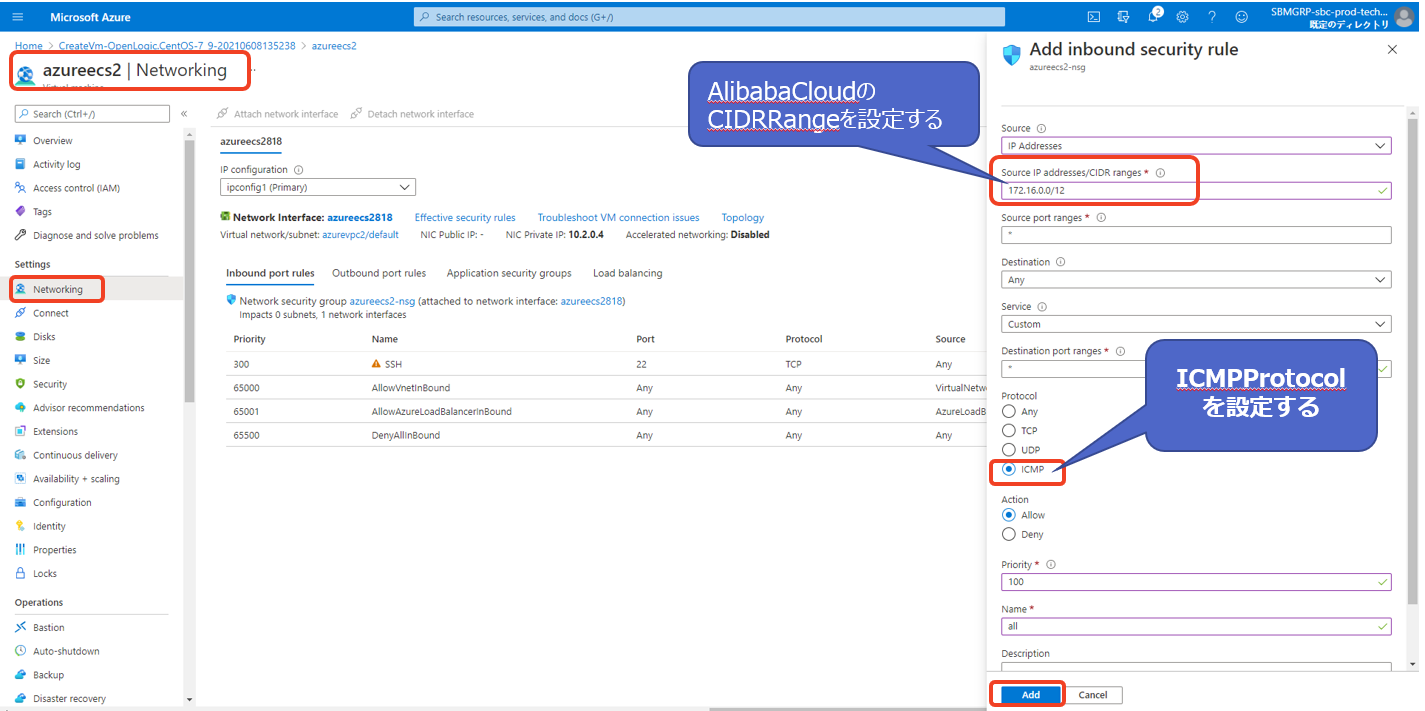 Microsoft Azure
Search resources, services, and docs (G+/)
2
SBMGRP-sbc-prod-tech...
既定のディレクトリ
Home > CreateVm-OpenLogic.CentOS-7_9-20210608135238 > azureecs2
azureecs2 | Networking ...
Virtual machine
Search (Ctrl+/)
«
Overview
Activity log
Access control (IAM)
Tags
Diagnose and solve problems
Settings
Networking
Connect
Disks
Size
Security
Advisor recommendations
Extensions
Continuous delivery
Availability + scaling
Configuration
Identity
Properties
Locks
Operations
Bastion
Auto-shutdown
Backup
Disaster recovery
Attach network interface Detach network interface
azureecs2818
IP configuration
ipconfig1 (Primary)
Network Interface: azureecs2818 Effective security rules Troubleshoot VM connection issues Topology
Virtual network/subnet: azurevpc2/default NIC Public IP: - NIC Private IP: 10.2.0.4 Accelerated networking: Disabled
Inbound port rules Outbound port rules Application security groups Load balancing
Network security group azureecs2-nsg (attached to network interface: azureecs2818)
Impacts 0 subnets, 1 network interfaces
Priority Name Port Protocol Source
300 SSH 22 TCP Any
65000 AllowVnetInBound Any Any VirtualNetw
65001 AllowAzureLoadBalancerInBound Any Any AzureLoadB
65500 DenyAllInBound Any Any Any
AlibabaCloudの
CIDRRangeを設定する
Add inbound security rule
azureecs2-nsg
Source
IP Addresses
Source IP addresses/CIDR ranges *
172.16.0.0/12
Source port ranges *
*
Destination
Any
Service
Custom
Destination port ranges *
*
ICMPProtocol
を設定する
Protocol
Any
TCP
UDP
ICMP
Action
Allow
Deny
Priority *
100
Name *
all
Description
Add Cancel